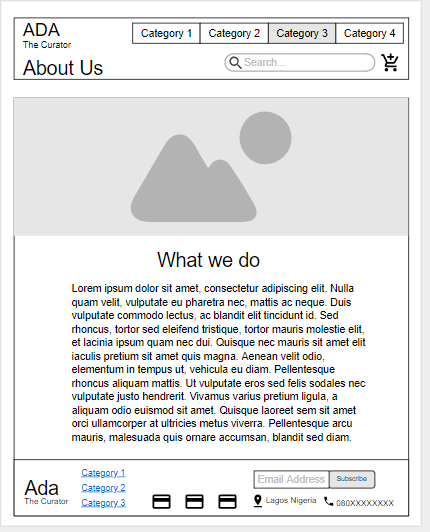 ADA
The Curator
Category 1 Category 2 Category 3 Category 4
About Us
Search...
What we do
Lorem ipsum dolor sit amet, consectetur adipiscing elit. Nulla
quam velit, vulputate eu pharetra nec, mattis ac neque. Duis
vulputate commodo lectus, ac blandit elit tincidunt id. Sed
rhoncus, tortor sed eleifend tristique, tortor mauris molestie elit,
et lacinia ipsum quam nec dui. Quisque nec mauris sit amet elit
iaculis pretium sit amet quis magna. Aenean velit odio,
elementum in tempus ut, vehicula eu diam. Pellentesque
rhoncus aliquam mattis. Ut vulputate eros sed felis sodales nec
vulputate justo hendrerit. Vivamus varius pretium ligula, a
aliquam odio euismod sit amet. Quisque laoreet sem sit amet
orci ullamcorper at ultricies metus viverra. Pellentesque arcu
mauris, malesuada quis ornare accumsan, blandit sed diam.
Ada
The Curator
Category 1
Category 2
Category 3
Email Address Subscribe
Lagos Nigeria 080XXXXXXXX